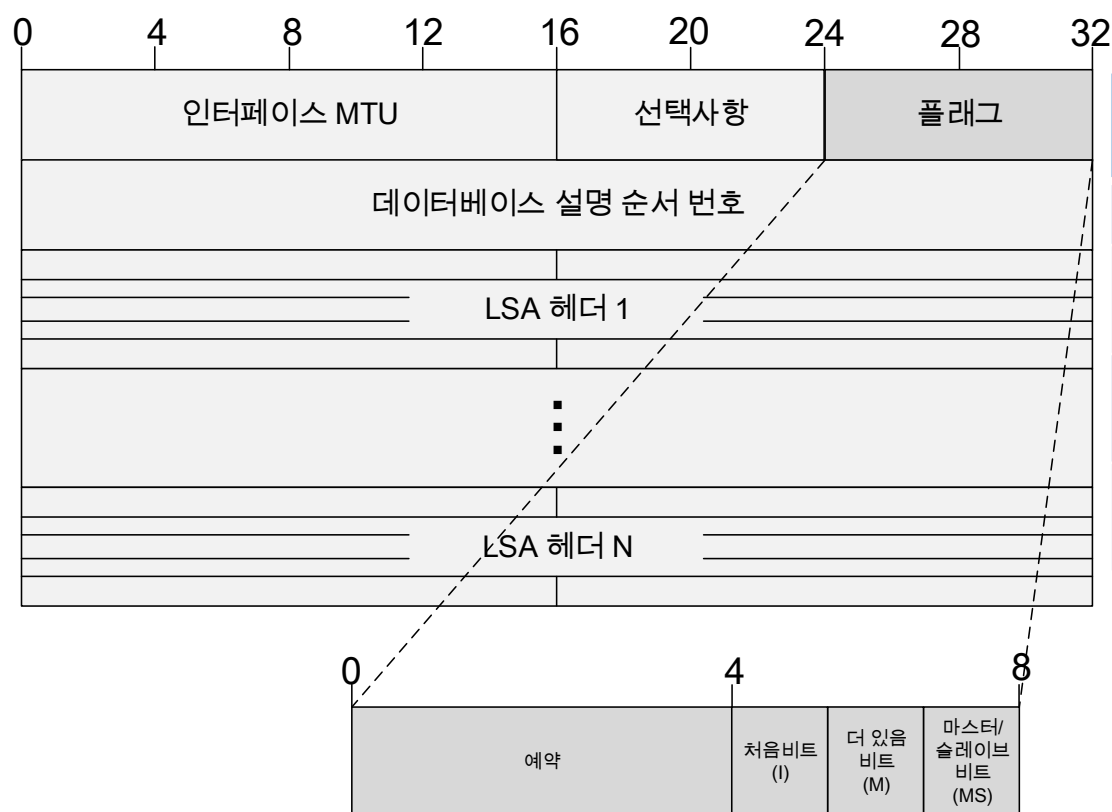 0 4 8 12 16 20 24 28 32
인터페이스 MTU 선택사항 플래그
데이터베이스 설명 순서 번호
LSA 헤더 1
LSA 헤더 N
0 4 8
예약
처음비트
(I)
더 있음
비트
(M)
마스터/
슬레이브
비트
(MS)